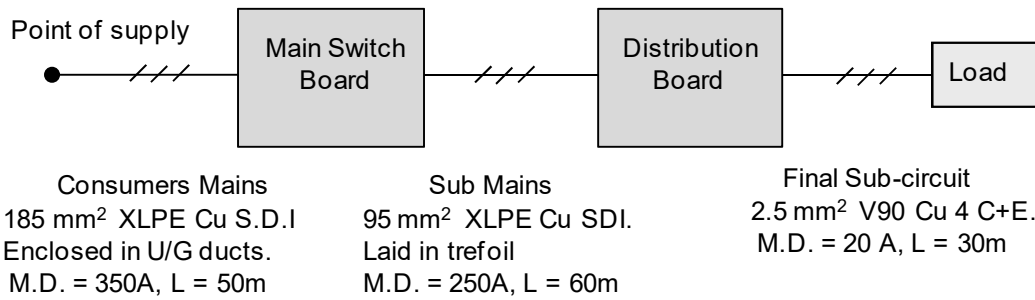 Point of supply
Main Switch
Board
Distribution
Board
Load
Consumers Mains
185 mm² XLPE Cu S.D.I
Enclosed in U/G ducts.
M.D. = 350A, L = 50m
Sub Mains
95 mm² XLPE Cu SDI.
Laid in trefoil
M.D. = 250A, L = 60m
Final Sub-circuit
2.5 mm² V90 Cu 4 C+E.
M.D. = 20 A, L = 30m